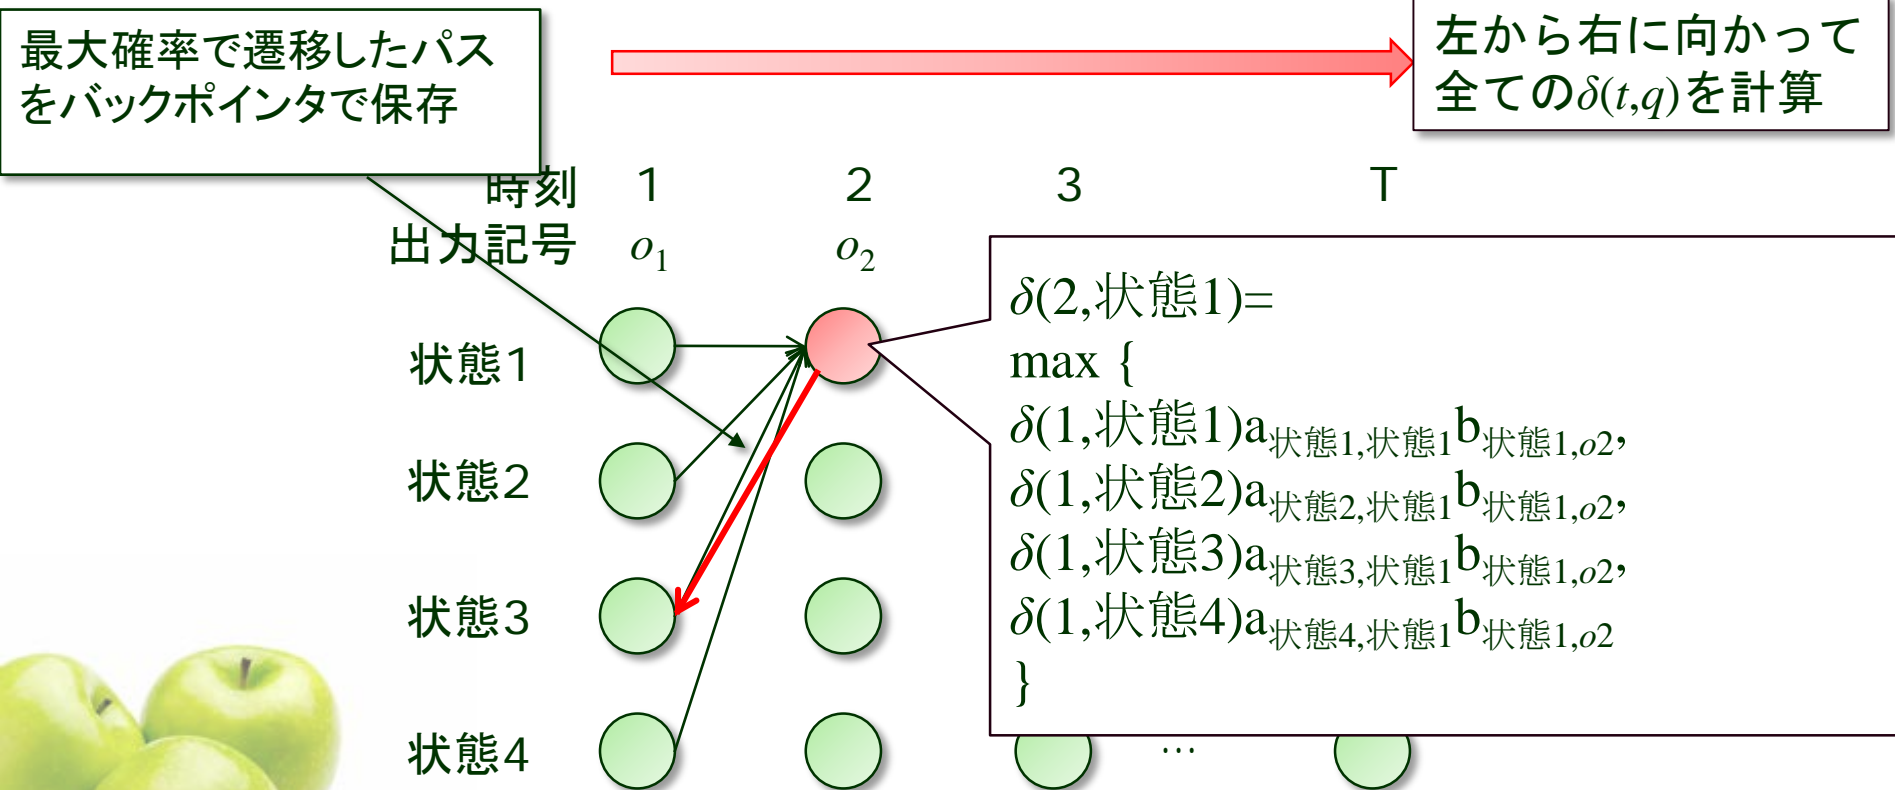 最大確率で遷移したパス
をバックポインタで保存
左から右に向かって
全てのδ(t,q)を計算
時刻 1 2 3 T
出力記号 o₁ o₂
δ(2,状態1)=
max {
δ(1,状態1)a状態1,状態1b状態1,o2,
δ(1,状態2)a状態2,状態1b状態1,o2,
δ(1,状態3)a状態3,状態1b状態1,o2,
δ(1,状態4)a状態4,状態1b状態1,o2
}
状態1
状態2
状態3
状態4 …